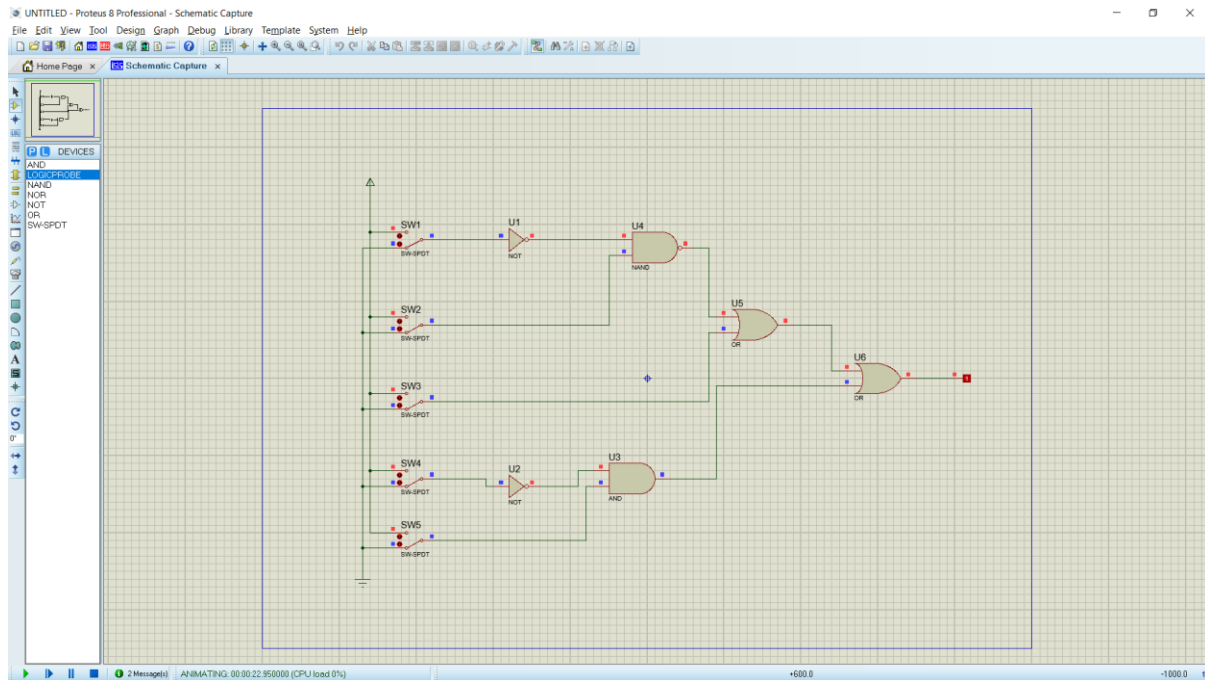 UNTITLED - Proteus 8 Professional - Schematic Capture
File Edit View Tool Design Graph Debug Library Template System Help
Home Page × Schematic Capture ×
P L DEVICES
AND
LOGICPROBE
NAND
NOR
NOT
OR
SW-SPDT
A
S
0°
SW1
SW-SPDT
U1
NOT
U4
NAND
SW2
SW-SPDT
U5
OR
U6
OR
1
SW3
SW-SPDT
SW4
SW-SPDT
U2
NOT
U3
AND
SW5
SW-SPDT
2 Message(s) ANIMATING: 00:00:22.950000 (CPU load 0%) +600.0 -1000.0